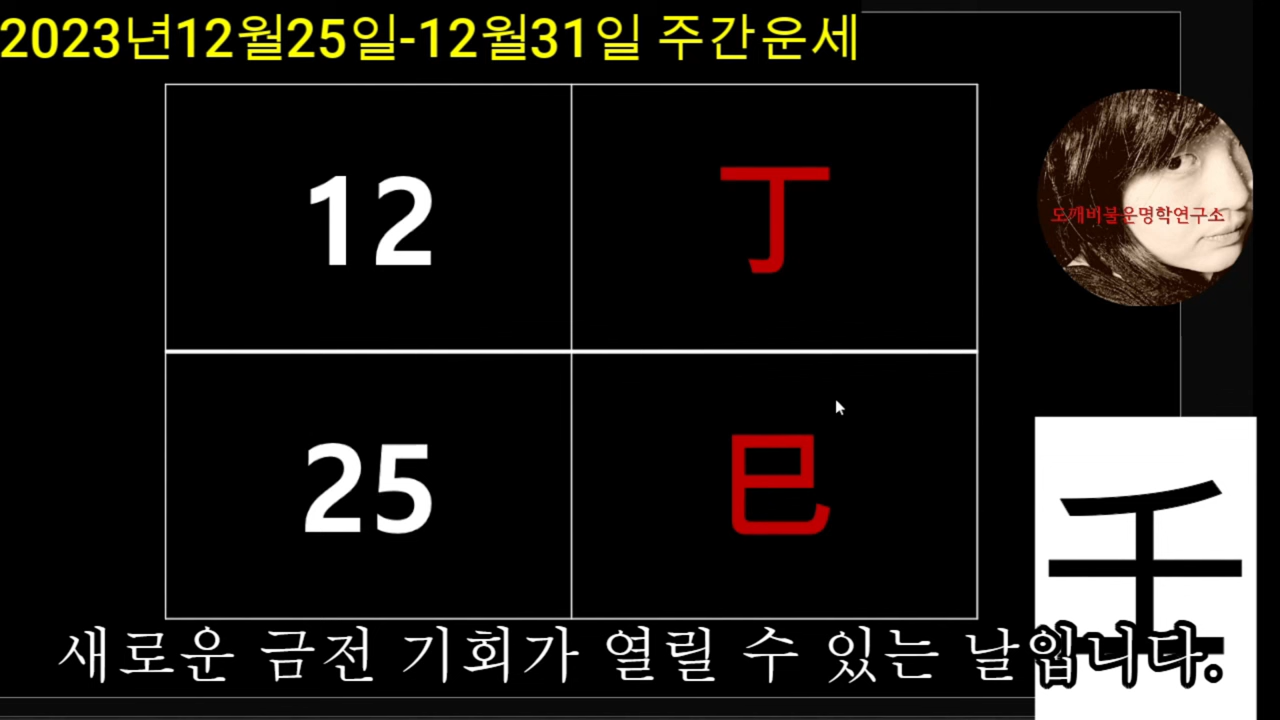 2023년12월25일-12월31일 주간운세
12 丁
도깨비불운명학연구소
25 巳
壬
새로운 금전 기회가 열릴 수 있는 날입니다.